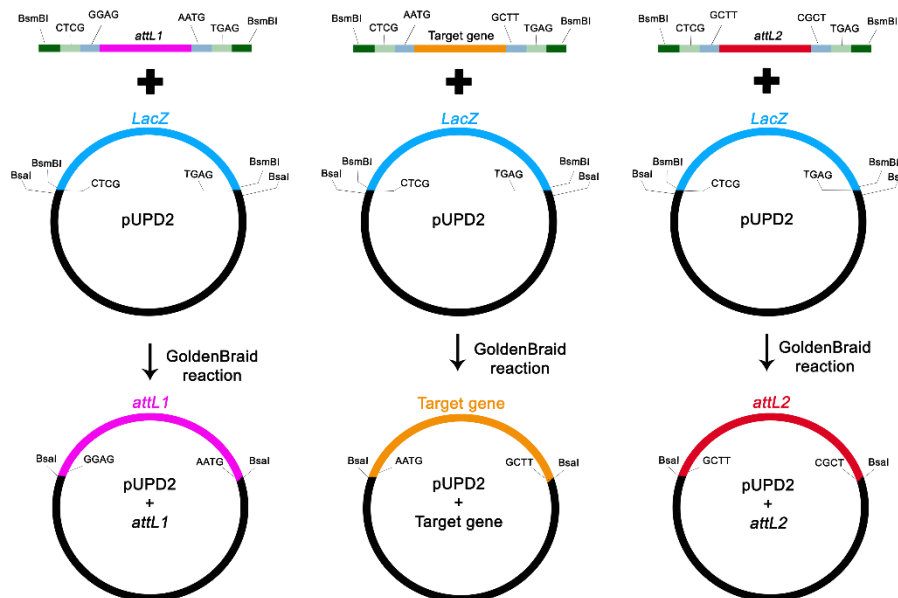 BsmBI CTCG GGAG attL1 AATG TGAG BsmBI
BsmBI CTCG AATG Target gene GCTT TGAG BsmBI
BsmBI CTCG GCTT attL2 CGCT TGAG BsmBI
LacZ
BsmBI
BsaI
CTCG
TGAG
BsmBI
BsaI
pUPD2
LacZ
BsmBI
BsaI
CTCG
TGAG
BsmBI
BsaI
pUPD2
LacZ
BsmBI
BsaI
CTCG
TGAG
BsmBI
BsaI
pUPD2
GoldenBraid
reaction
GoldenBraid
reaction
GoldenBraid
reaction
attL1
BsaI
GGAG
AATG
BsaI
pUPD2
+
attL1
Target gene
BsaI
AATG
GCTT
BsaI
pUPD2
+
Target gene
attL2
BsaI
GCTT
CGCT
BsaI
pUPD2
+
attL2